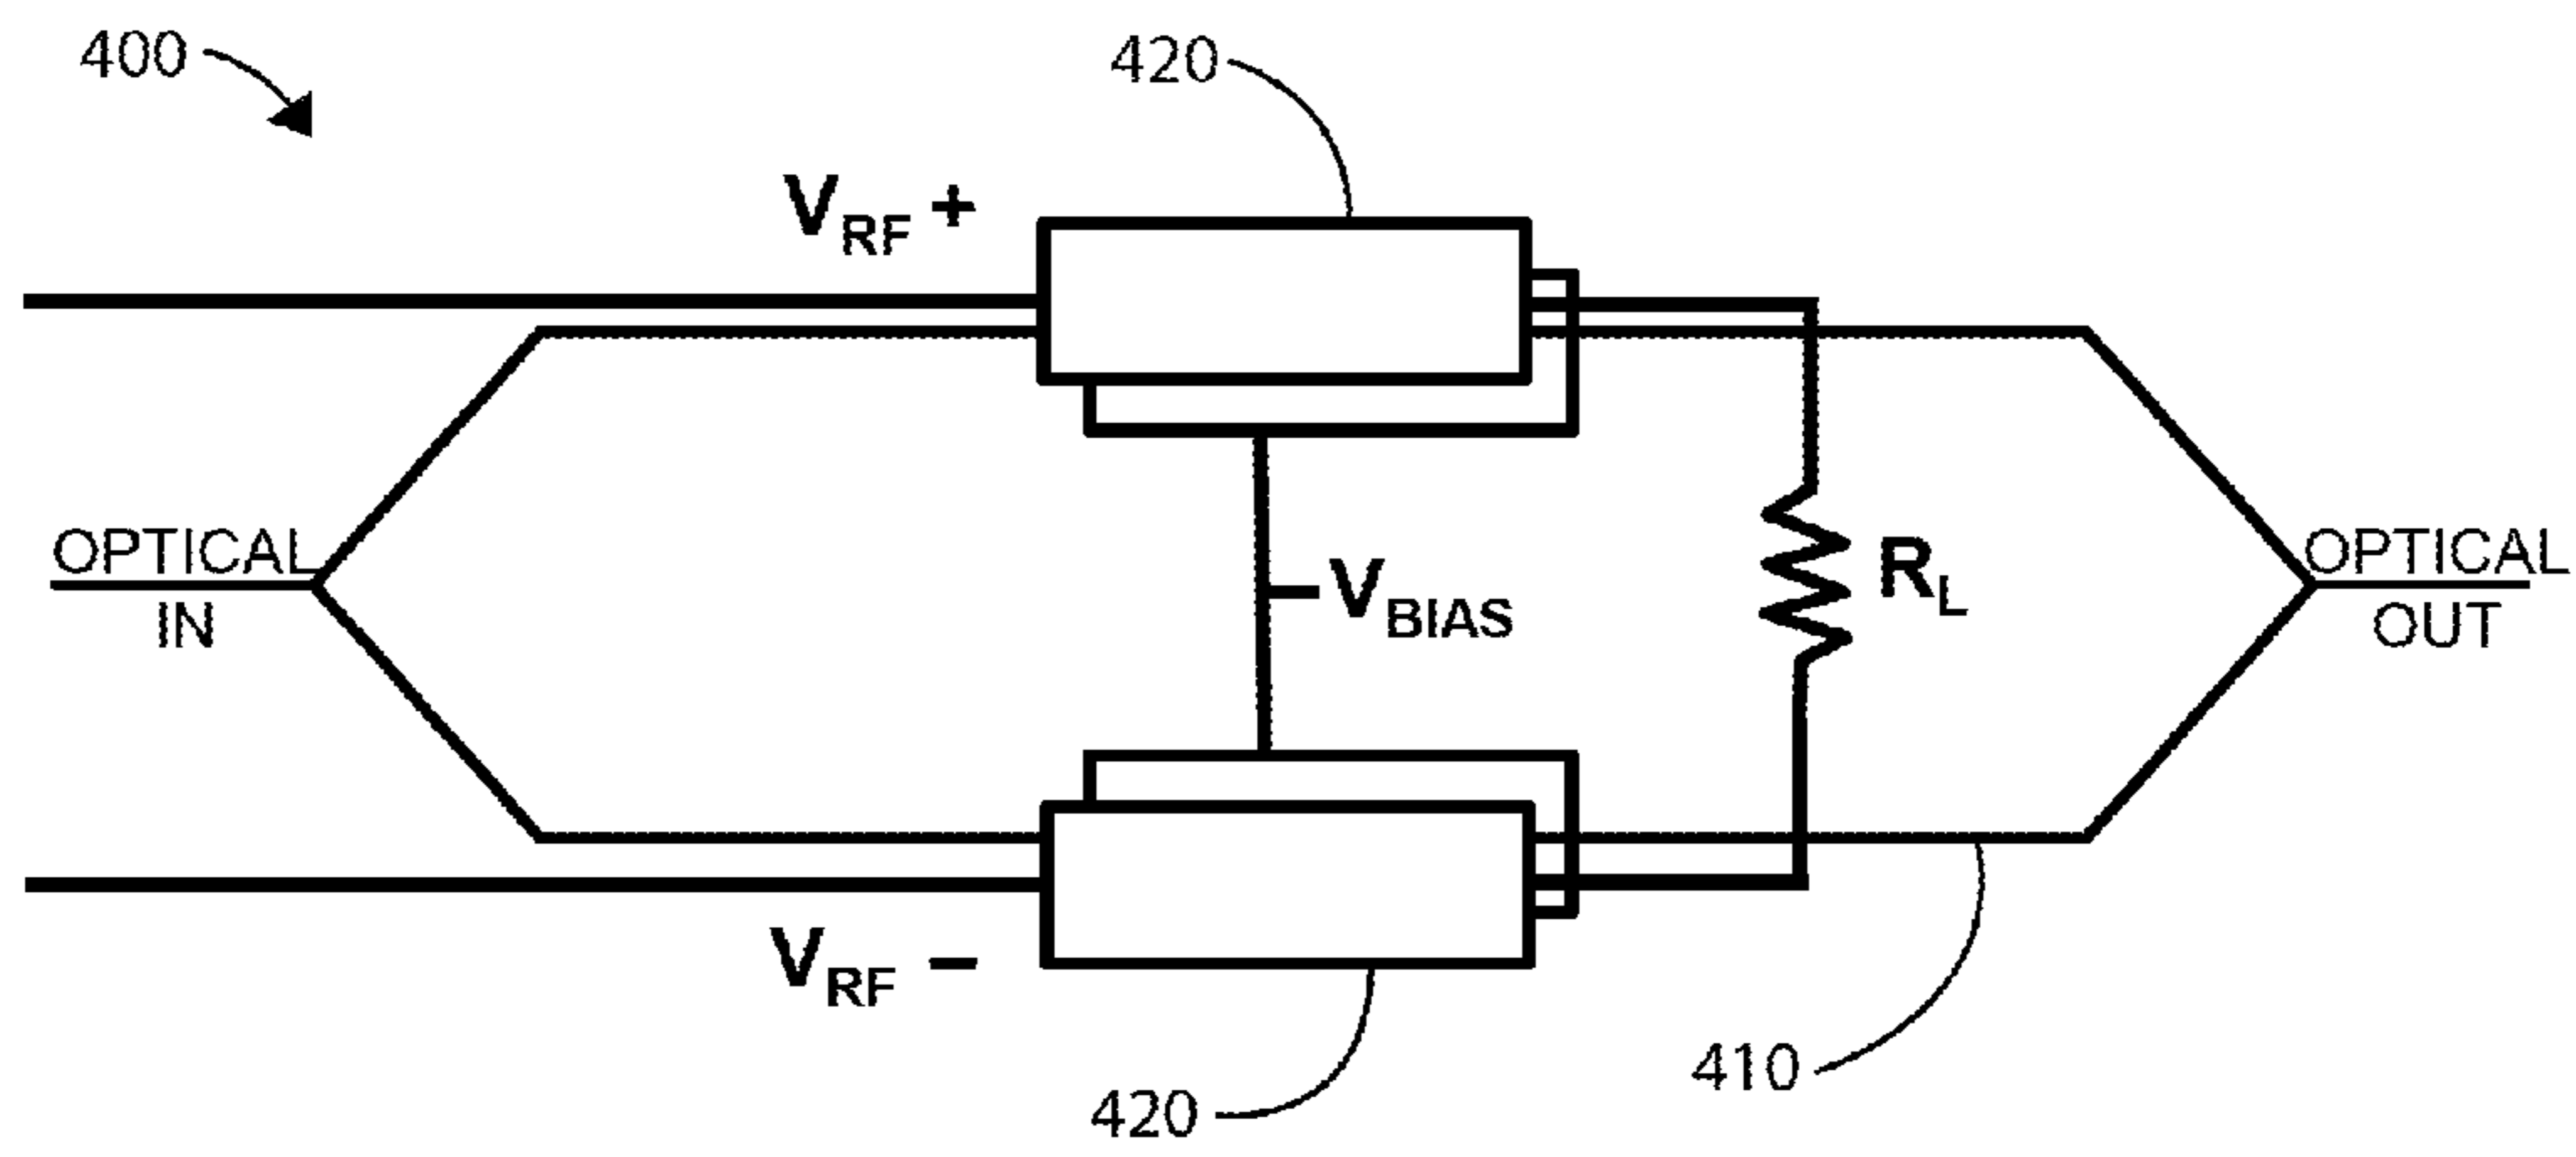 400
420
VRF +
OPTICAL
IN
VBIAS
RL
OPTICAL
OUT
VRF −
410
420